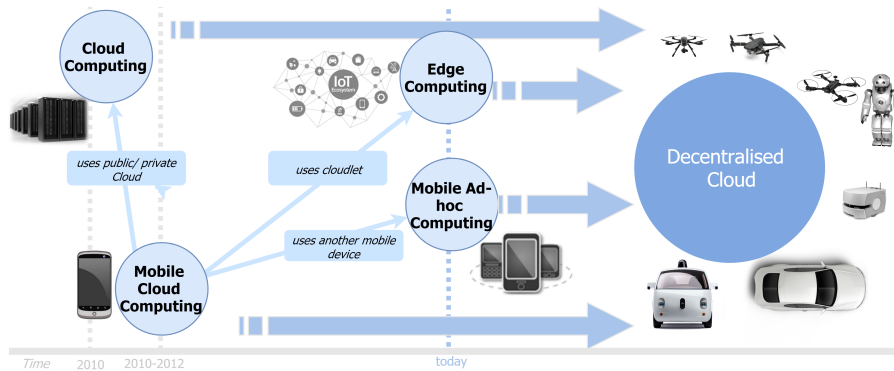 Cloud
Computing
IoT
Ecosystem
Edge
Computing
uses public/ private
Cloud
uses cloudlet
Mobile Ad-
hoc
Computing
uses another mobile
device
Mobile
Cloud
Computing
Decentralised
Cloud
Time
2010
2010-2012
today